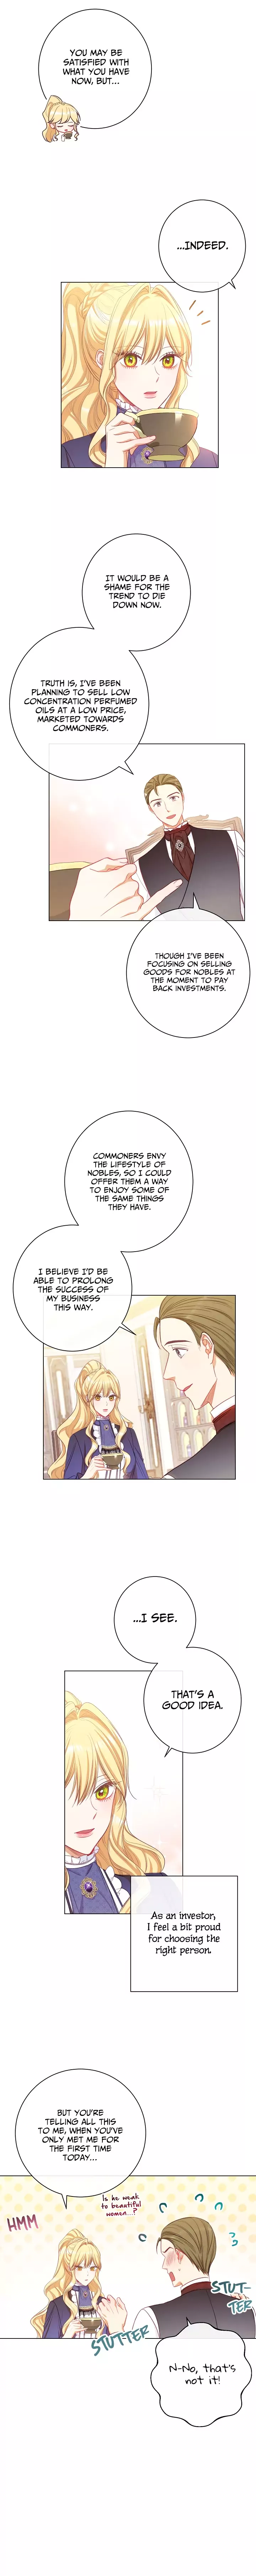 YOU MAY BE
SATISFIED WITH
WHAT YOU HAVE
NOW, BUT...
...INDEED.
IT WOULD BE A
SHAME FOR THE
TREND TO DIE
DOWN NOW.
TRUTH IS, I'VE BEEN
PLANNING TO SELL LOW
CONCENTRATION PERFUMED
OILS AT A LOW PRICE,
MARKETED TOWARDS
COMMONERS.
THOUGH I'VE BEEN
FOCUSING ON SELLING
GOODS FOR NOBLES AT
THE MOMENT TO PAY
BACK INVESTMENTS.
COMMONERS ENVY
THE LIFESTYLE OF
NOBLES, SO I COULD
OFFER THEM A WAY
TO ENJOY SOME OF
THE SAME THINGS
THEY HAVE.
I BELIEVE I'D BE
ABLE TO PROLONG
THE SUCCESS OF
MY BUSINESS
THIS WAY.
...I SEE.
THAT'S A
GOOD IDEA.
As an investor,
I feel a bit proud
for choosing the
right person.
BUT YOU'RE
TELLING ALL THIS
TO ME, WHEN YOU'VE
ONLY MET ME FOR
THE FIRST TIME
TODAY...
Is he weak
to beautiful
women...?
HMM
STUT-
TER
STUTTER
N-No, that's
not it!